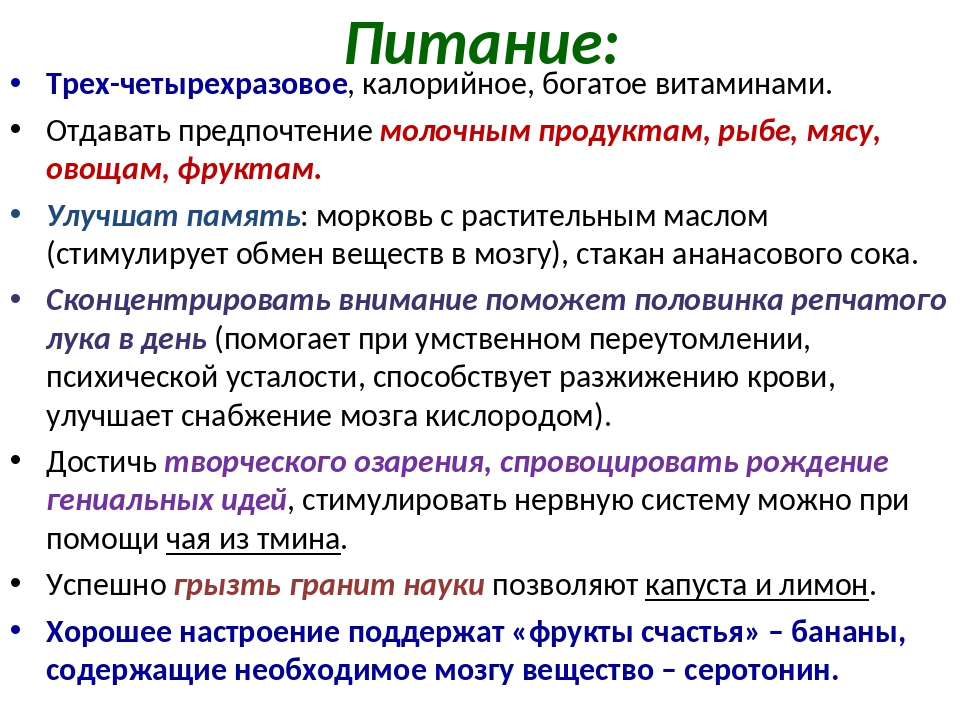 Питание:
• Трех-четырехразовое, калорийное, богатое витаминами.
• Отдавать предпочтение молочным продуктам, рыбе, мясу,
овощам, фруктам.
• Улучшат память: морковь с растительным маслом
(стимулирует обмен веществ в мозгу), стакан ананасового сока.
• Сконцентрировать внимание поможет половинка репчатого
лука в день (помогает при умственном переутомлении,
психической усталости, способствует разжижению крови,
улучшает снабжение мозга кислородом).
• Достичь творческого озарения, спровоцировать рождение
гениальных идей, стимулировать нервную систему можно при
помощи чая из тмина.
• Успешно грызть гранит науки позволяют капуста и лимон.
• Хорошее настроение поддержат «фрукты счастья» – бананы,
содержащие необходимое мозгу вещество – серотонин.